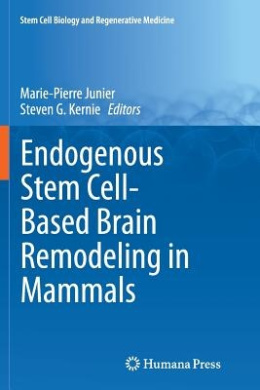 Stem Cell Biology and Regenerative Medicine
Marie-Pierre Junier
Steven G. Kernie Editors
Endogenous
Stem Cell-
Based Brain
Remodeling in
Mammals
Humana Press